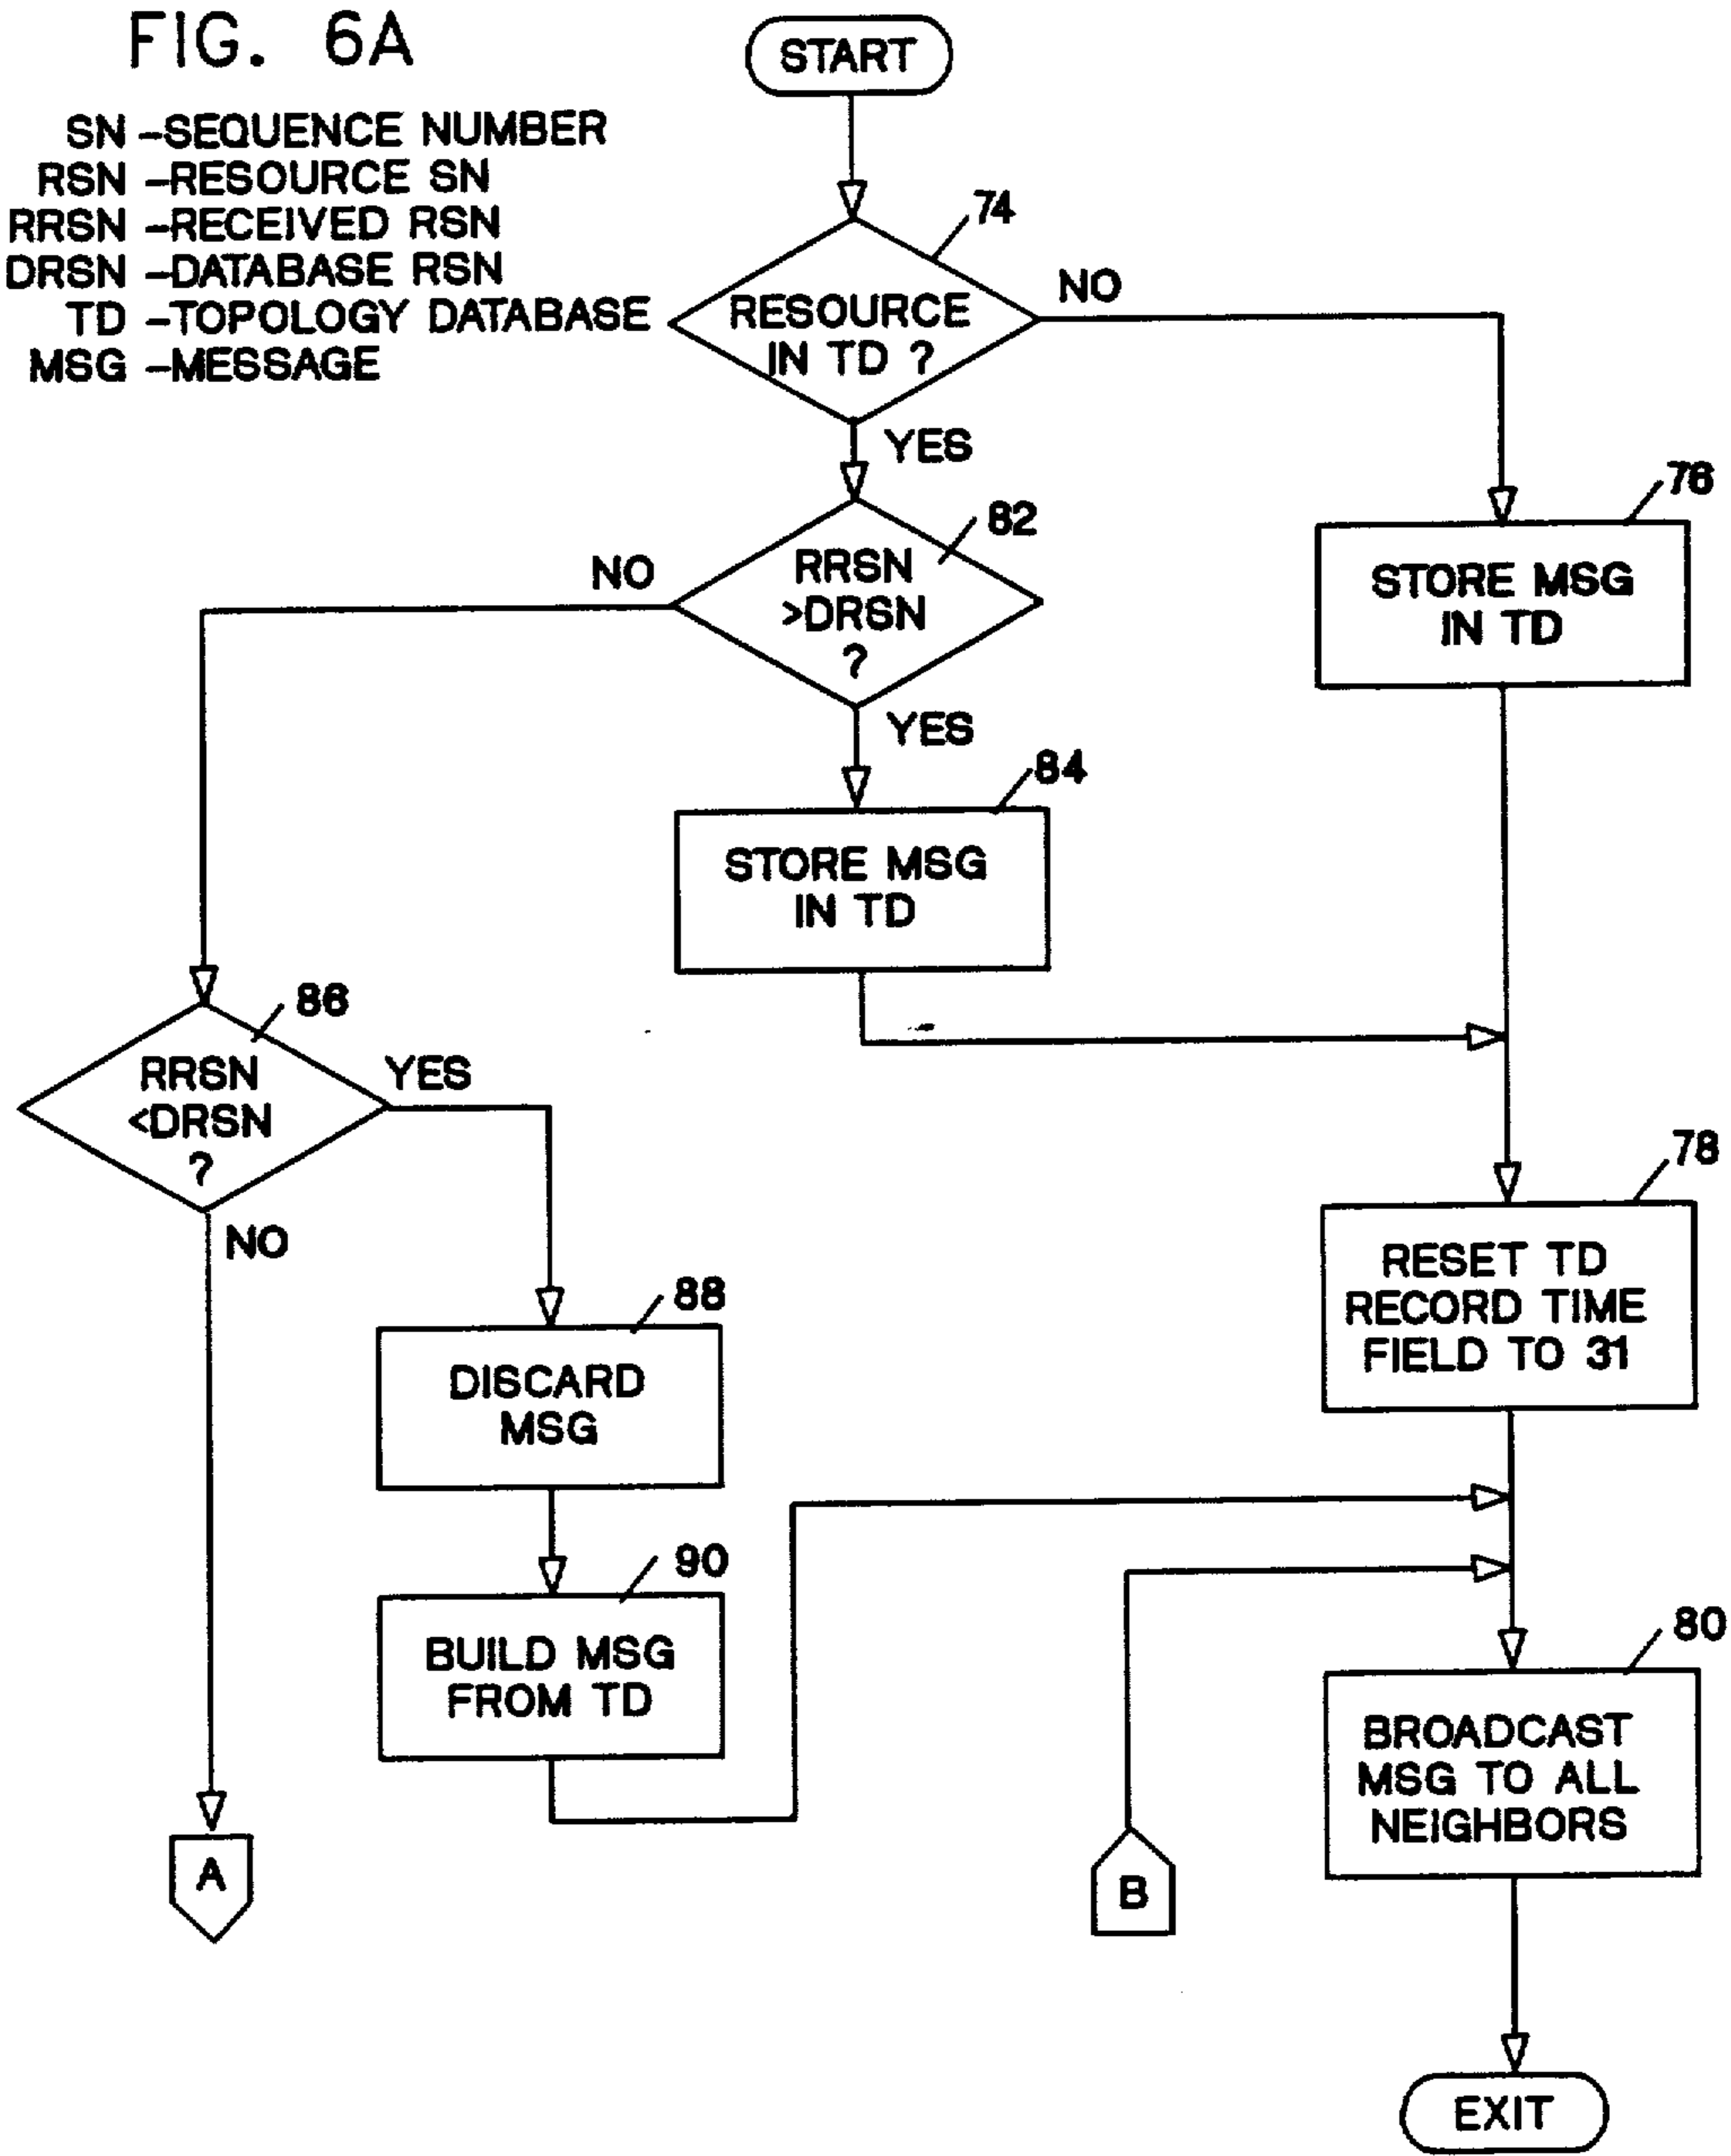 FIG. 6A
SN -SEQUENCE NUMBER
RSN -RESOURCE SN
RRSN -RECEIVED RSN
DRSN -DATABASE RSN
TD -TOPOLOGY DATABASE
MSG -MESSAGE
START
74
RESOURCE
IN TD ?
NO
YES
76
STORE MSG
IN TD
82
RRSN
>DRSN
?
NO
YES
84
STORE MSG
IN TD
86
RRSN
<DRSN
?
YES
NO
78
RESET TD
RECORD TIME
FIELD TO 31
88
DISCARD
MSG
90
BUILD MSG
FROM TD
80
BROADCAST
MSG TO ALL
NEIGHBORS
A
B
EXIT